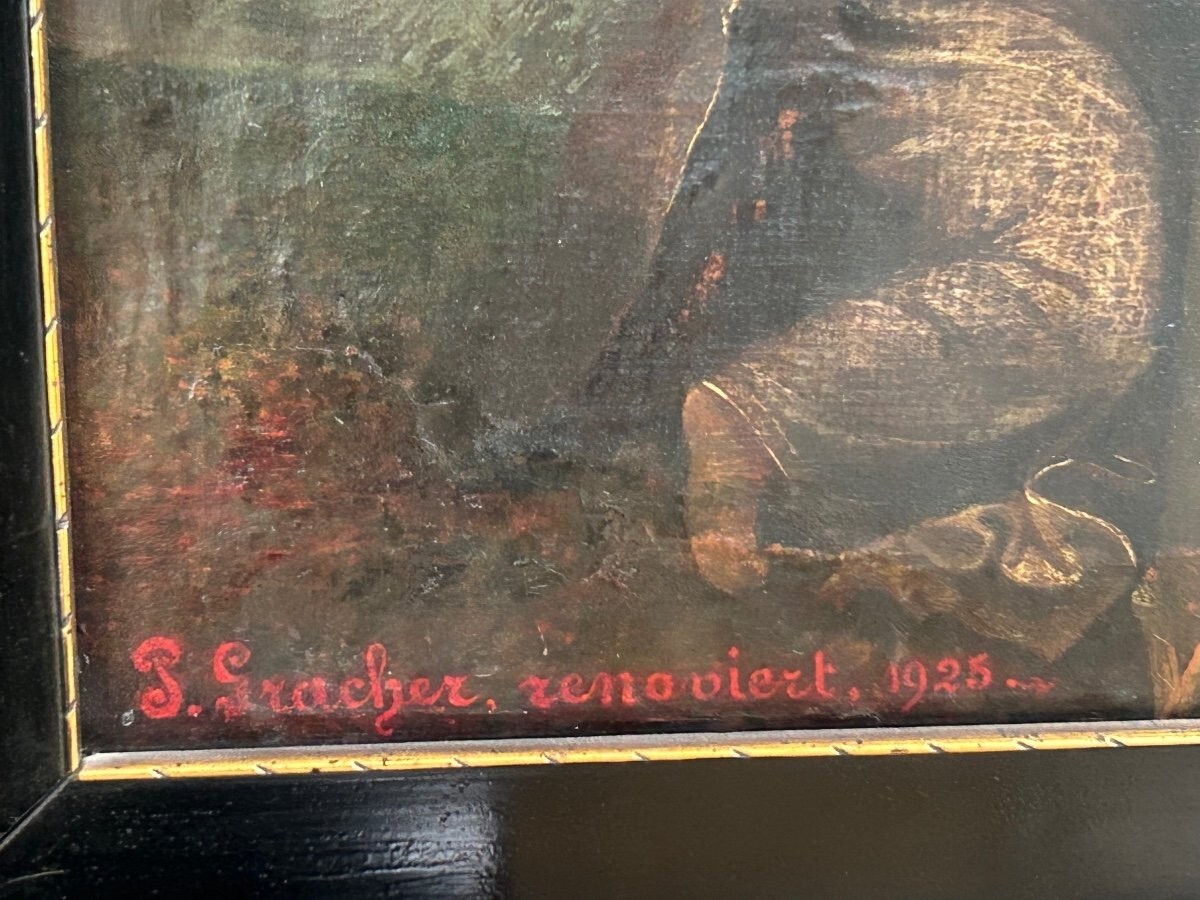 P. Gracher, renoviert, 1925.